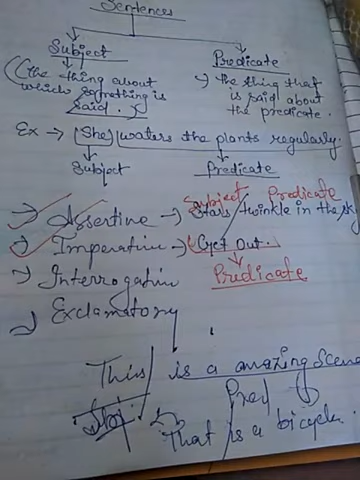 Sentences
Subject Predicate
(The thing about → the thing that
which something is is said about
said.) the predicate.
Ex → (She) waters the plants regularly.
Subject Predicate
Subject Predicate
→ Assertive → Stars twinkle in the sky
→ Imperative → Get Out.
→ Interrogative Predicate
→ Exclamatory
This is a amazing scene
Pred
That is a bicycle.